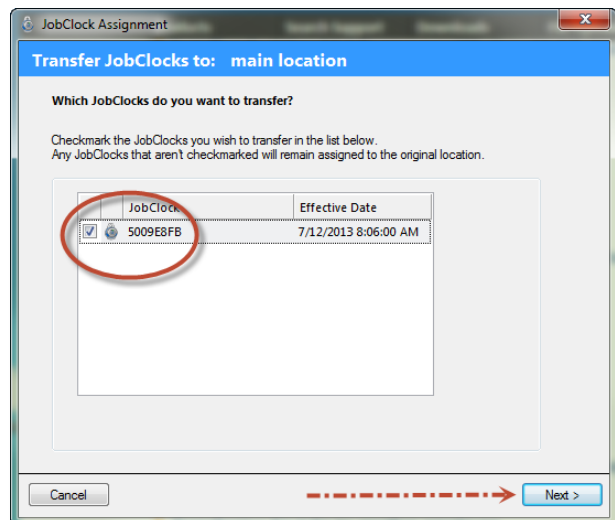 JobClock Assignment
Transfer JobClocks to: main location
Which JobClocks do you want to transfer?
Checkmark the JobClocks you wish to transfer in the list below.
Any JobClocks that aren't checkmarked will remain assigned to the original location.
JobClock Effective Date
5009E8FB 7/12/2013 8:06:00 AM
Cancel Next >